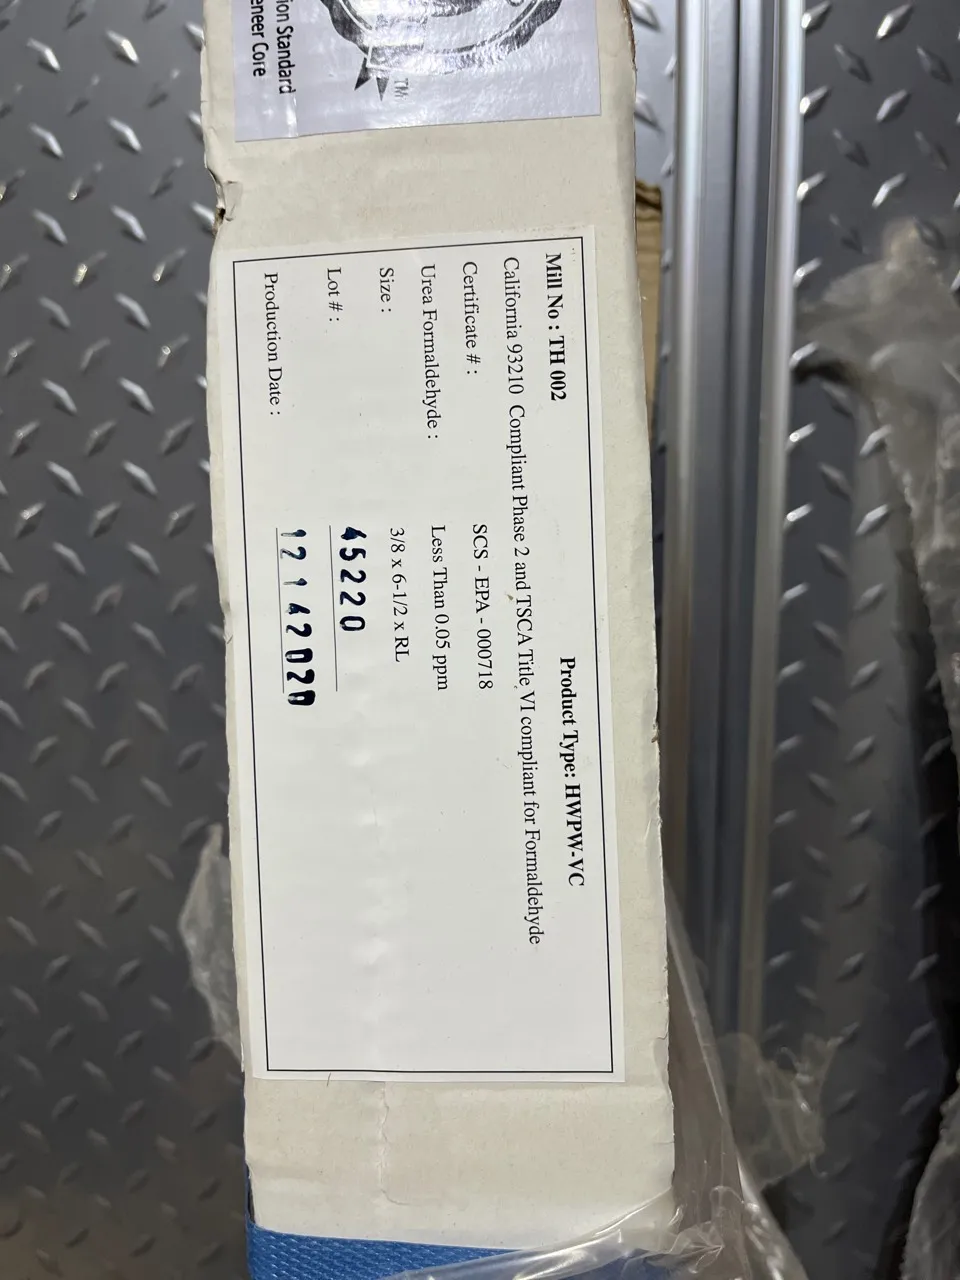 ion Standard
eneer Core
TM
Mill No : TH 002 Product Type: HWPW-VC
California 93210 Compliant Phase 2 and TSCA Title VI compliant for Formaldehyde
Certificate # : SCS - EPA - 000718
Urea Formaldehyde : Less Than 0.05 ppm
Size : 3/8 x 6-1/2 x RL
Lot # : 45220
Production Date : 12142020